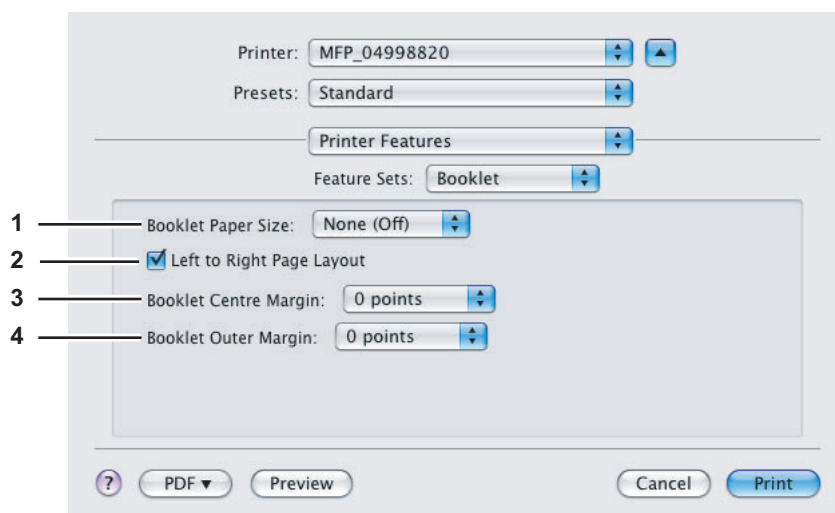 Printer: MFP_04998820
Presets: Standard
Printer Features
Feature Sets: Booklet
1 Booklet Paper Size: None (Off)
2 Left to Right Page Layout
3 Booklet Centre Margin: 0 points
4 Booklet Outer Margin: 0 points
? PDF ▼ Preview Cancel Print